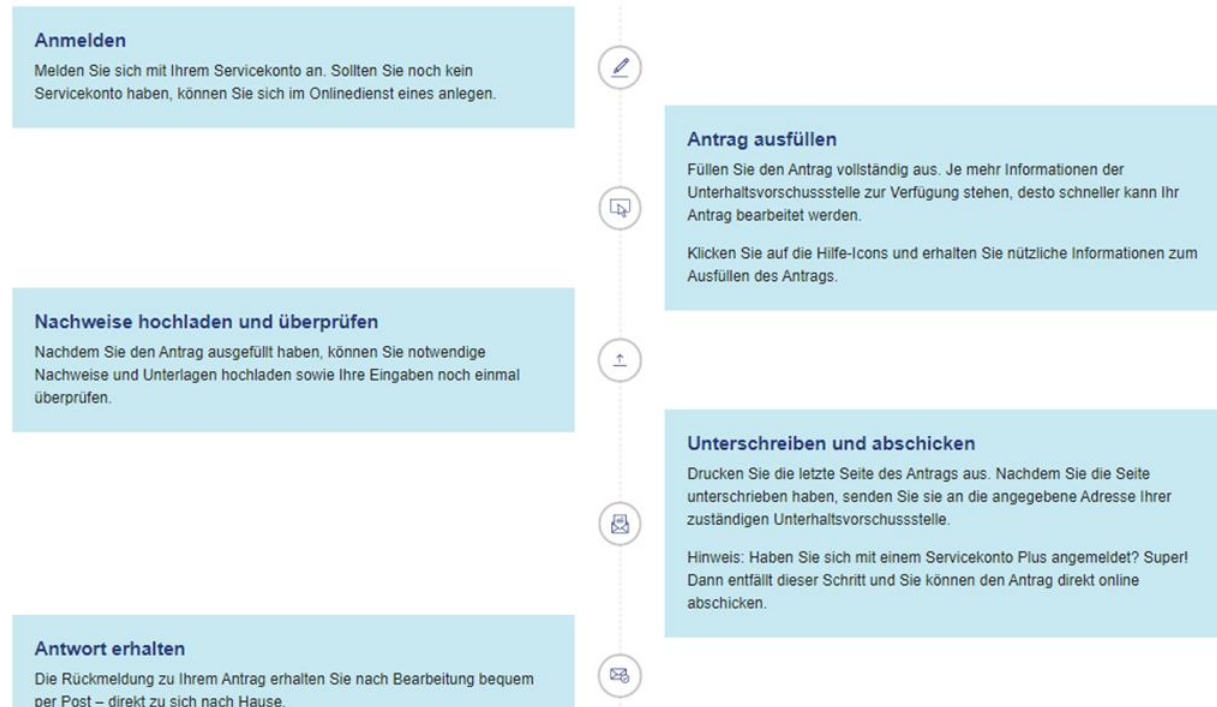 Anmelden
Melden Sie sich mit Ihrem Servicekonto an. Sollten Sie noch kein
Servicekonto haben, können Sie sich im Onlinedienst eines anlegen.
Antrag ausfüllen
Füllen Sie den Antrag vollständig aus. Je mehr Informationen der
Unterhaltsvorschussstelle zur Verfügung stehen, desto schneller kann Ihr
Antrag bearbeitet werden.
Klicken Sie auf die Hilfe-Icons und erhalten Sie nützliche Informationen zum
Ausfüllen des Antrags.
Nachweise hochladen und überprüfen
Nachdem Sie den Antrag ausgefüllt haben, können Sie notwendige
Nachweise und Unterlagen hochladen sowie Ihre Eingaben noch einmal
überprüfen.
Unterschreiben und abschicken
Drucken Sie die letzte Seite des Antrags aus. Nachdem Sie die Seite
unterschrieben haben, senden Sie sie an die angegebene Adresse Ihrer
zuständigen Unterhaltsvorschussstelle.
Hinweis: Haben Sie sich mit einem Servicekonto Plus angemeldet? Super!
Dann entfällt dieser Schritt und Sie können den Antrag direkt online
abschicken.
Antwort erhalten
Die Rückmeldung zu Ihrem Antrag erhalten Sie nach Bearbeitung bequem
per Post – direkt zu sich nach Hause.